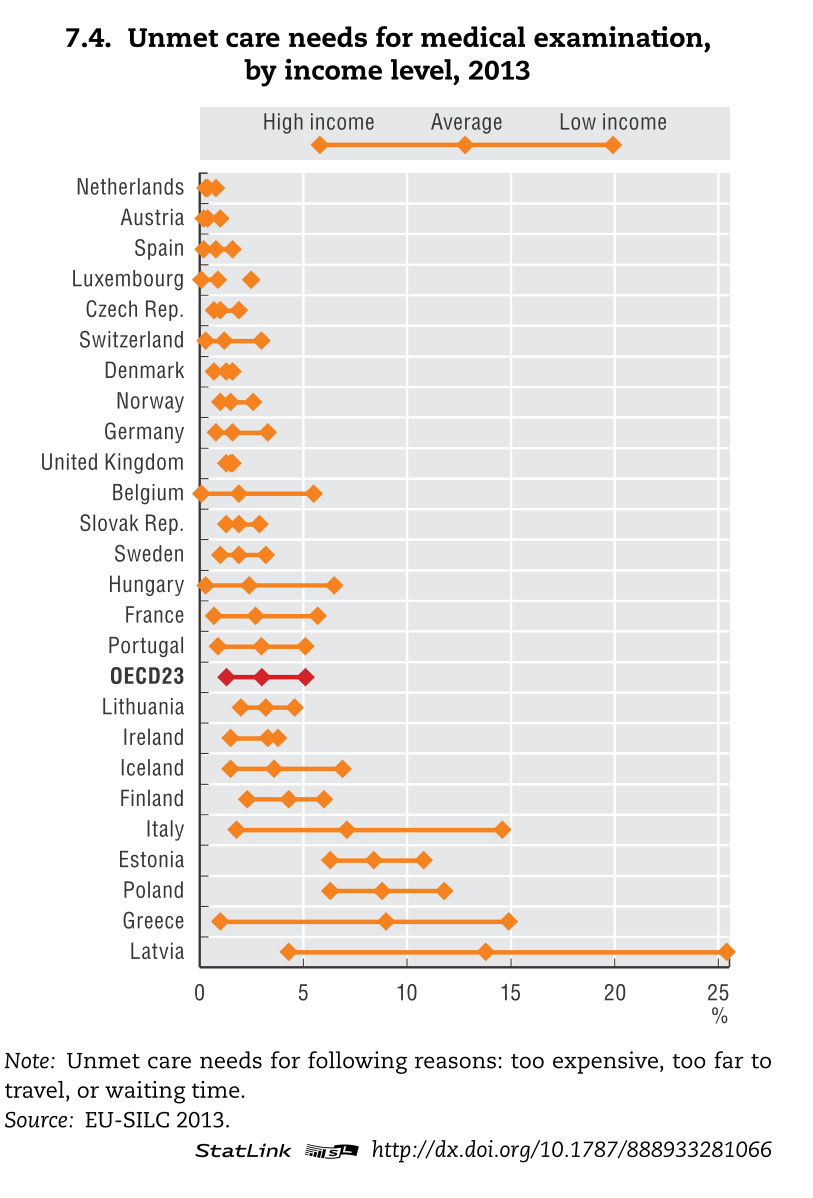 7.4. Unmet care needs for medical examination,
by income level, 2013
High income Average Low income
Netherlands
Austria
Spain
Luxembourg
Czech Rep.
Switzerland
Denmark
Norway
Germany
United Kingdom
Belgium
Slovak Rep.
Sweden
Hungary
France
Portugal
OECD23
Lithuania
Ireland
Iceland
Finland
Italy
Estonia
Poland
Greece
Latvia
0 5 10 15 20 25
%
Note: Unmet care needs for following reasons: too expensive, too far to
travel, or waiting time.
Source: EU-SILC 2013.
StatLink http://dx.doi.org/10.1787/888933281066